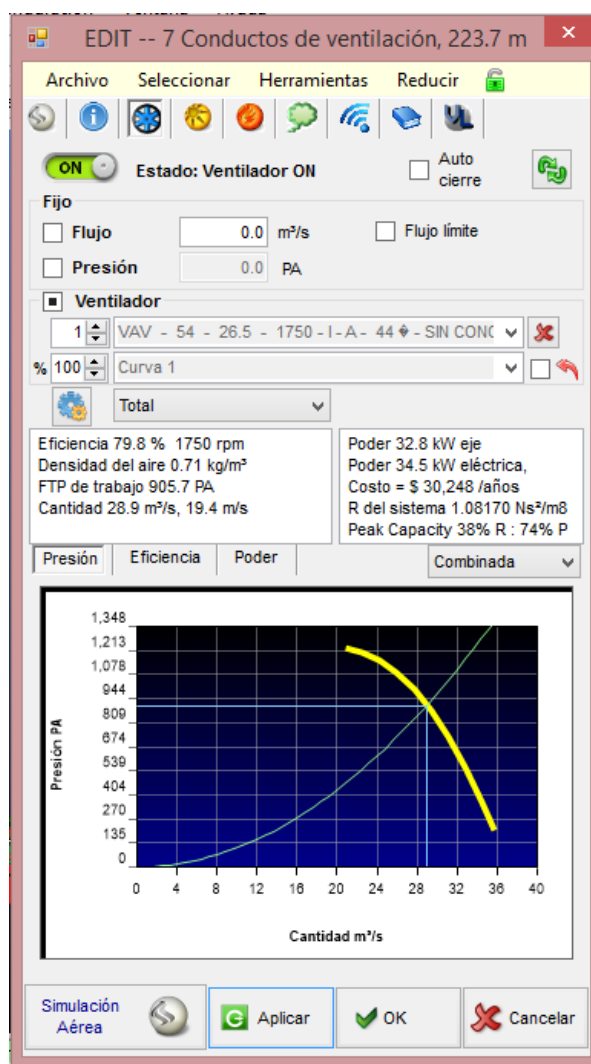 EDIT -- 7 Conductos de ventilación, 223.7 m
Archivo Seleccionar Herramientas Reducir
ON Estado: Ventilador ON Auto cierre
Fijo
Flujo 0.0 m³/s Flujo límite
Presión 0.0 PA
Ventilador
1 VAV - 54 - 26.5 - 1750 - I - A - 44 � - SIN CONC
% 100 Curva 1
Total
Eficiencia 79.8 % 1750 rpm
Densidad del aire 0.71 kg/m³
FTP de trabajo 905.7 PA
Cantidad 28.9 m³/s, 19.4 m/s
Poder 32.8 kW eje
Poder 34.5 kW eléctrica,
Costo = $ 30,248 /años
R del sistema 1.08170 Ns²/m8
Peak Capacity 38% R : 74% P
Presión Eficiencia Poder Combinada
1,348
1,213
1,078
944
809
674
539
404
270
135
0
Presión PA
0 4 8 12 16 20 24 28 32 36 40
Cantidad m³/s
Simulación Aérea
Aplicar
OK
Cancelar